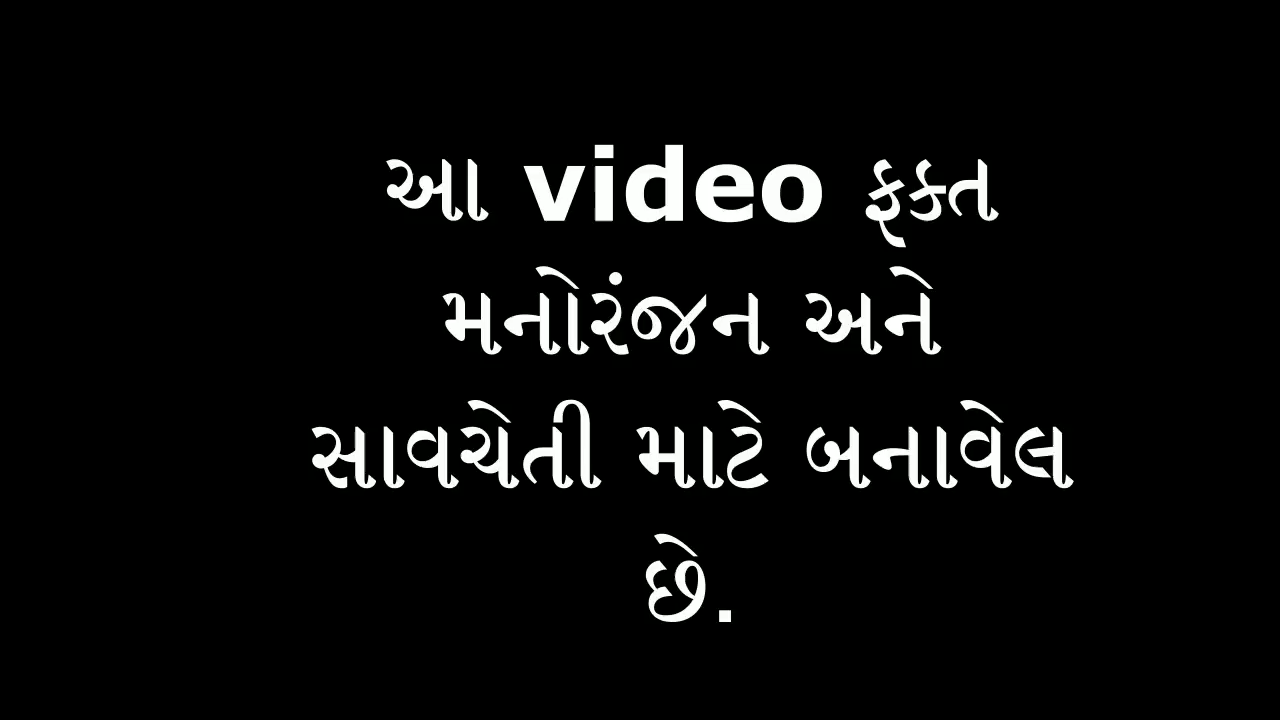 આ video ફક્ત
મનોરંજન અને
સાવચેતી માટે બનાવેલ
છે.